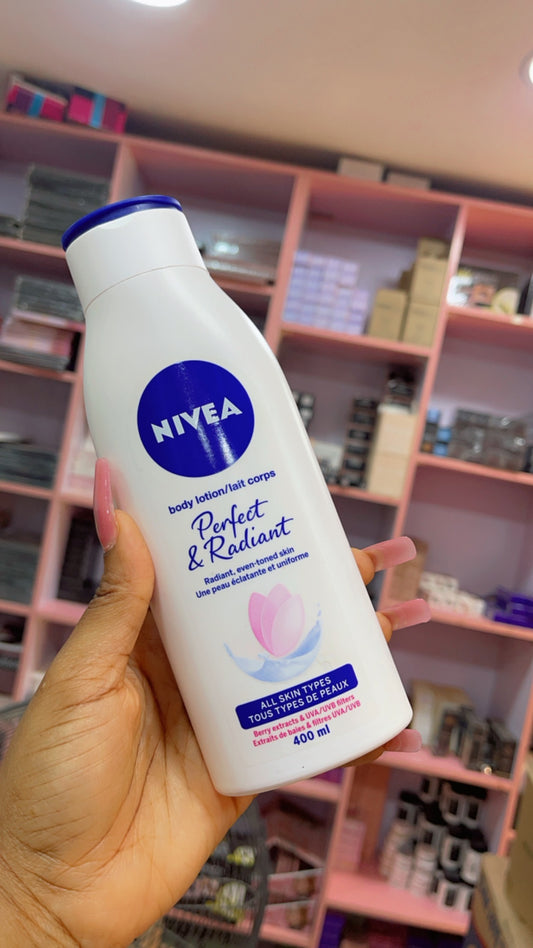 NIVEA
body lotion/lait corps
Perfect
& Radiant
Radiant, even-toned skin
Une peau éclatante et uniforme
ALL SKIN TYPES
TOUS TYPES DE PEAUX
Berry extracts & UVA/UVB filters
Extraits de baies & filtres UVA/UVB
400 ml